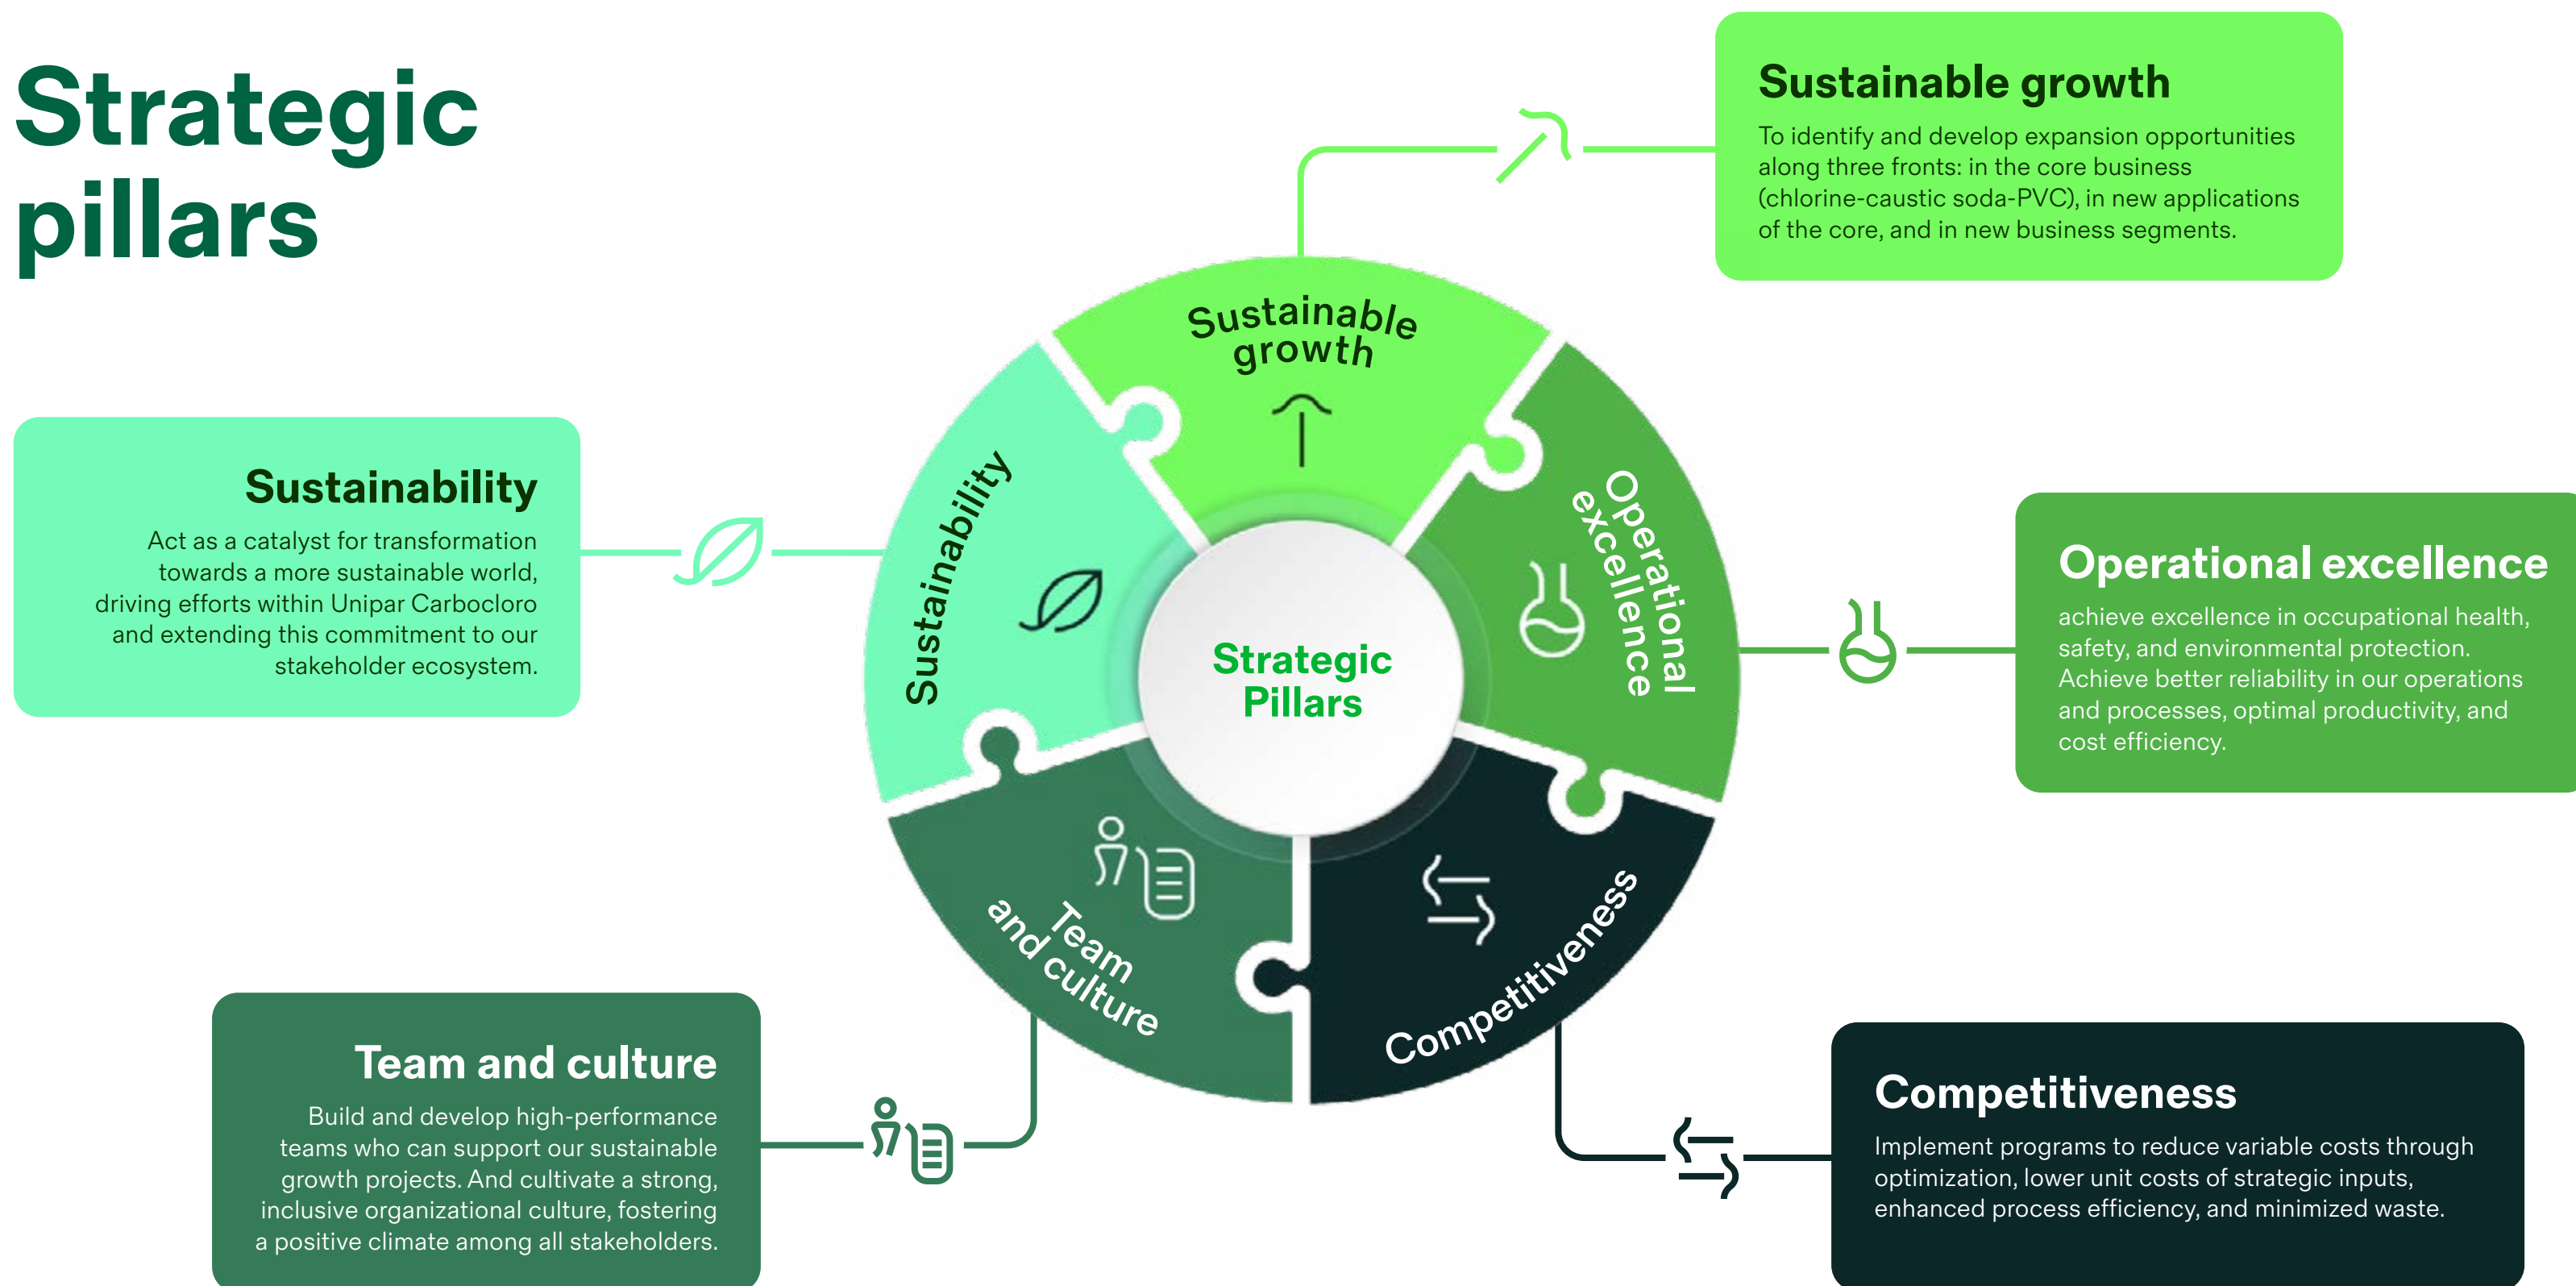 Strategic
pillars
Sustainable growth
To identify and develop expansion opportunities
along three fronts: in the core business
(chlorine-caustic soda-PVC), in new applications
of the core, and in new business segments.
Sustainability
Act as a catalyst for transformation
towards a more sustainable world,
driving efforts within Unipar Carbocloro
and extending this commitment to our
stakeholder ecosystem.
Sustainable
growth
Sustainability
Operational
excellence
Strategic
Pillars
Team
and culture
Competitiveness
Operational excellence
achieve excellence in occupational health,
safety, and environmental protection.
Achieve better reliability in our operations
and processes, optimal productivity, and
cost efficiency.
Team and culture
Build and develop high-performance
teams who can support our sustainable
growth projects. And cultivate a strong,
inclusive organizational culture, fostering
a positive climate among all stakeholders.
Competitiveness
Implement programs to reduce variable costs through
optimization, lower unit costs of strategic inputs,
enhanced process efficiency, and minimized waste.